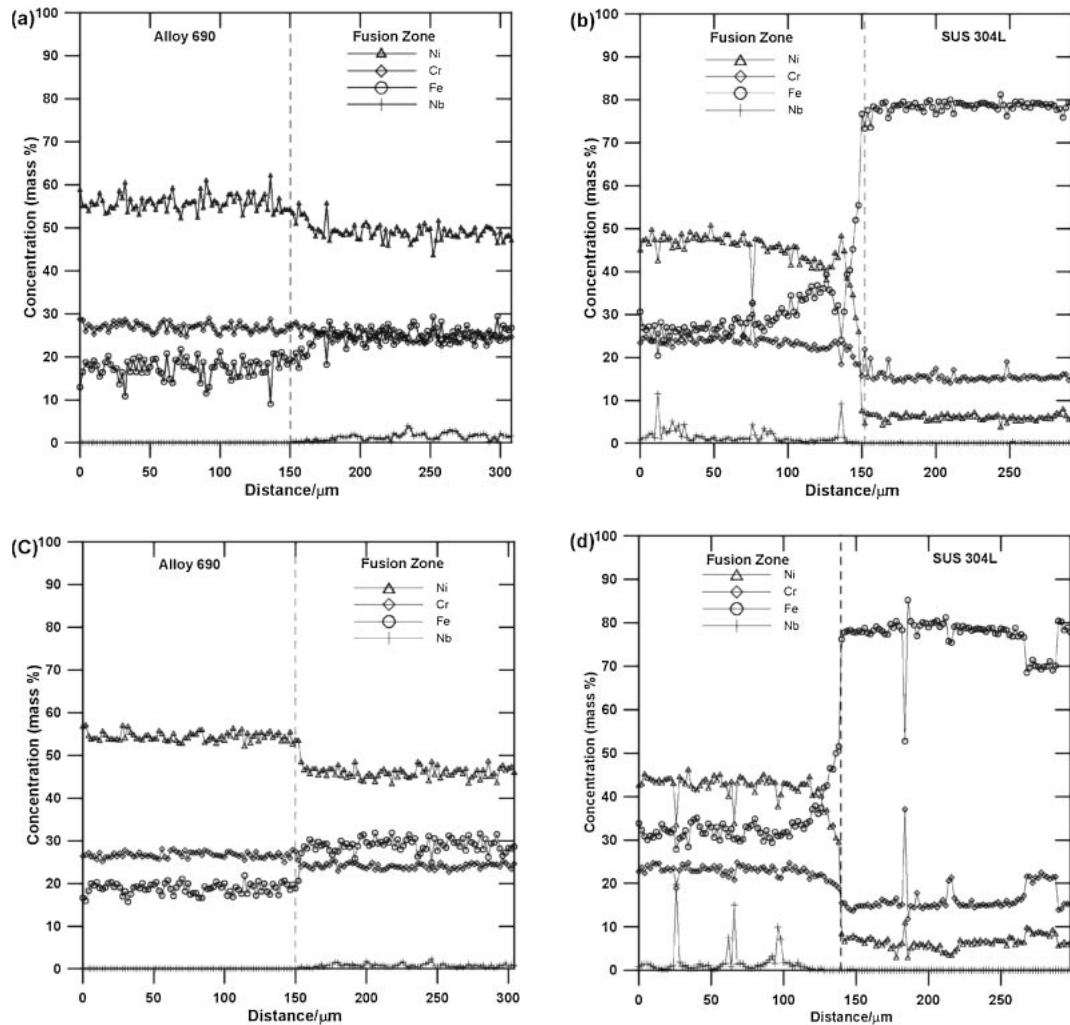 (a)
Alloy 690
Fusion Zone
Ni
Cr
Fe
Nb
Concentration (mass %)
100
90
80
70
60
50
40
30
20
10
0
0 50 100 150 200 250 300
Distance/μm
(b)
Fusion Zone
SUS 304L
Ni
Cr
Fe
Nb
Concentration (mass %)
100
90
80
70
60
50
40
30
20
10
0
0 50 100 150 200 250
Distance/μm
(C)
Alloy 690
Fusion Zone
Ni
Cr
Fe
Nb
Concentration (mass %)
100
90
80
70
60
50
40
30
20
10
0
0 50 100 150 200 250 300
Distance/μm
(d)
Fusion Zone
SUS 304L
Ni
Cr
Fe
Nb
Concentration (mass %)
100
90
80
70
60
50
40
30
20
10
0
0 50 100 150 200 250
Distance/μm